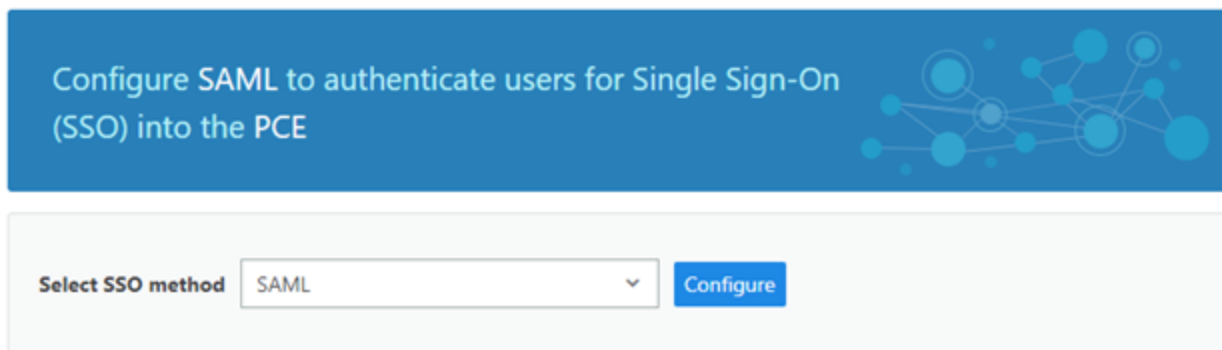 Configure SAML to authenticate users for Single Sign-On
(SSO) into the PCE
Select SSO method SAML Configure